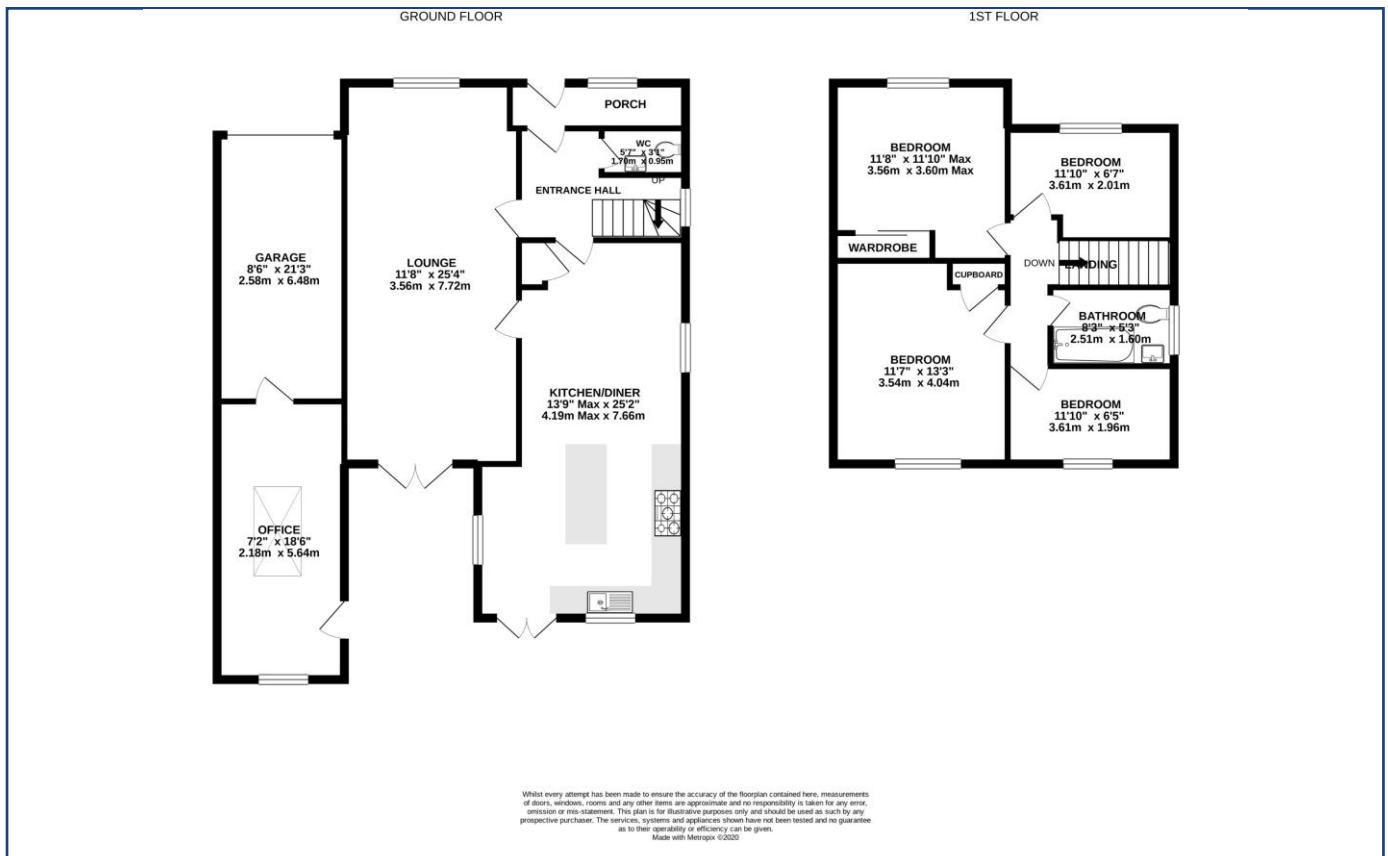 GROUND FLOOR
PORCH
WC
5'7" x 3'1"
1.70m x 0.95m
UP
ENTRANCE HALL
GARAGE
8'6" x 21'3"
2.58m x 6.48m
LOUNGE
11'8" x 25'4"
3.56m x 7.72m
KITCHEN/DINER
13'9" Max x 25'2"
4.19m Max x 7.66m
OFFICE
7'2" x 18'6"
2.18m x 5.64m
1ST FLOOR
BEDROOM
11'8" x 11'10" Max
3.56m x 3.60m Max
BEDROOM
11'10" x 6'7"
3.61m x 2.01m
WARDROBE
DOWN
LANDING
CUPBOARD
BATHROOM
8'3" x 5'3"
2.51m x 1.60m
BEDROOM
11'7" x 13'3"
3.54m x 4.04m
BEDROOM
11'10" x 6'5"
3.61m x 1.96m
Whilst every attempt has been made to ensure the accuracy of the floorplan contained here, measurements
of doors, windows, rooms and any other items are approximate and no responsibility is taken for any error,
omission or mis-statement. This plan is for illustrative purposes only and should be used as such by any
prospective purchaser. The services, systems and appliances shown have not been tested and no guarantee
as to their operability or efficiency can be given.
Made with Metropix ©2020